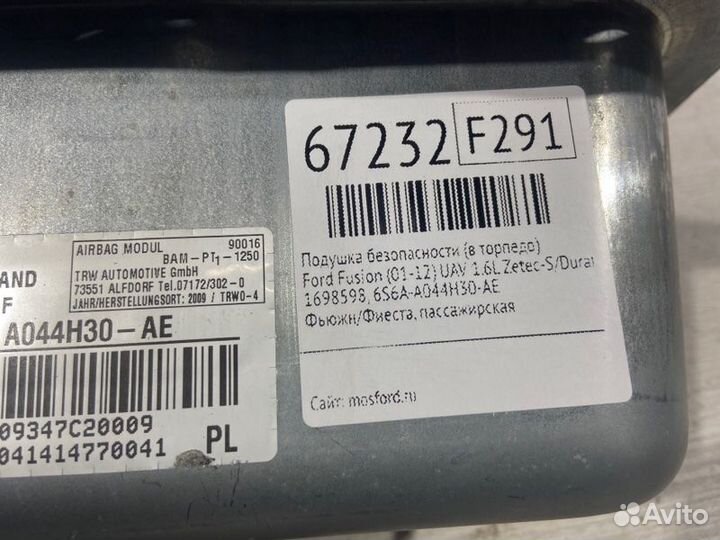 67232 F291
Подушка безопасности (в торпедо)
Ford Fusion (01-12) UAV 1.6L Zetec-S/Durat
1698598, 6S6A-A044H30-AE
Фьюжн/Фиеста, пассажирская
Сайт: mosford.ru
AIRBAG MODUL 90016
BAM-PT1-1250
TRW AUTOMOTIVE GmbH
73551 ALFDORF Tel.07172/302-0
JAHR/HERSTELLUNGSORT: 2009 / TRWO-4
AND
F
A044H30-AE
09347C20009
041414770041 PL
Avito